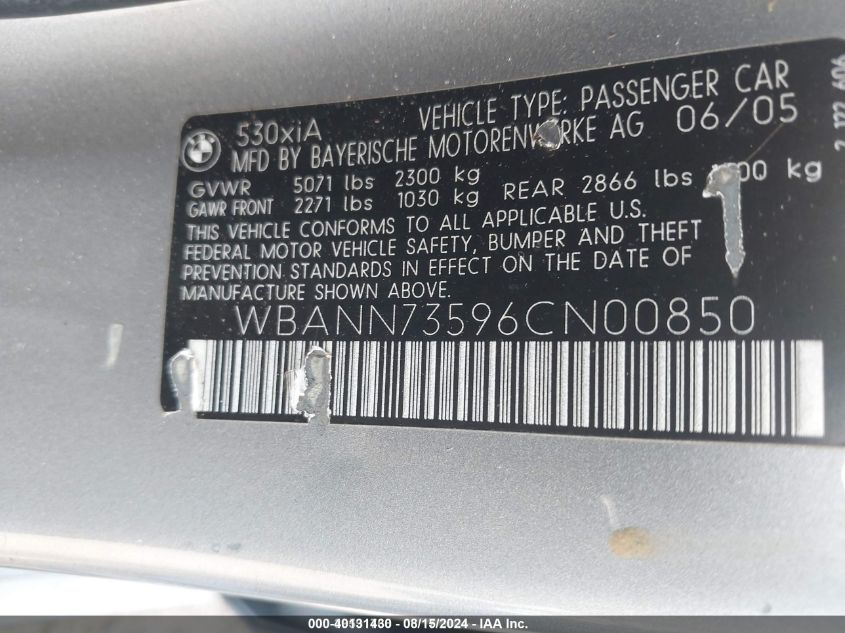 530xiA VEHICLE TYPE: PASSENGER CAR
MFD BY BAYERISCHE MOTORENWERKE AG 06/05
GVWR 5071 lbs 2300 kg
GAWR FRONT 2271 lbs 1030 kg REAR 2866 lbs kg
THIS VEHICLE CONFORMS TO ALL APPLICABLE U.S.
FEDERAL MOTOR VEHICLE SAFETY, BUMPER AND THEFT
PREVENTION STANDARDS IN EFFECT ON THE DATE OF
MANUFACTURE SHOWN ABOVE.
WBANN73596CN00850
000-40131430 - 08/15/2024 - IAA Inc.